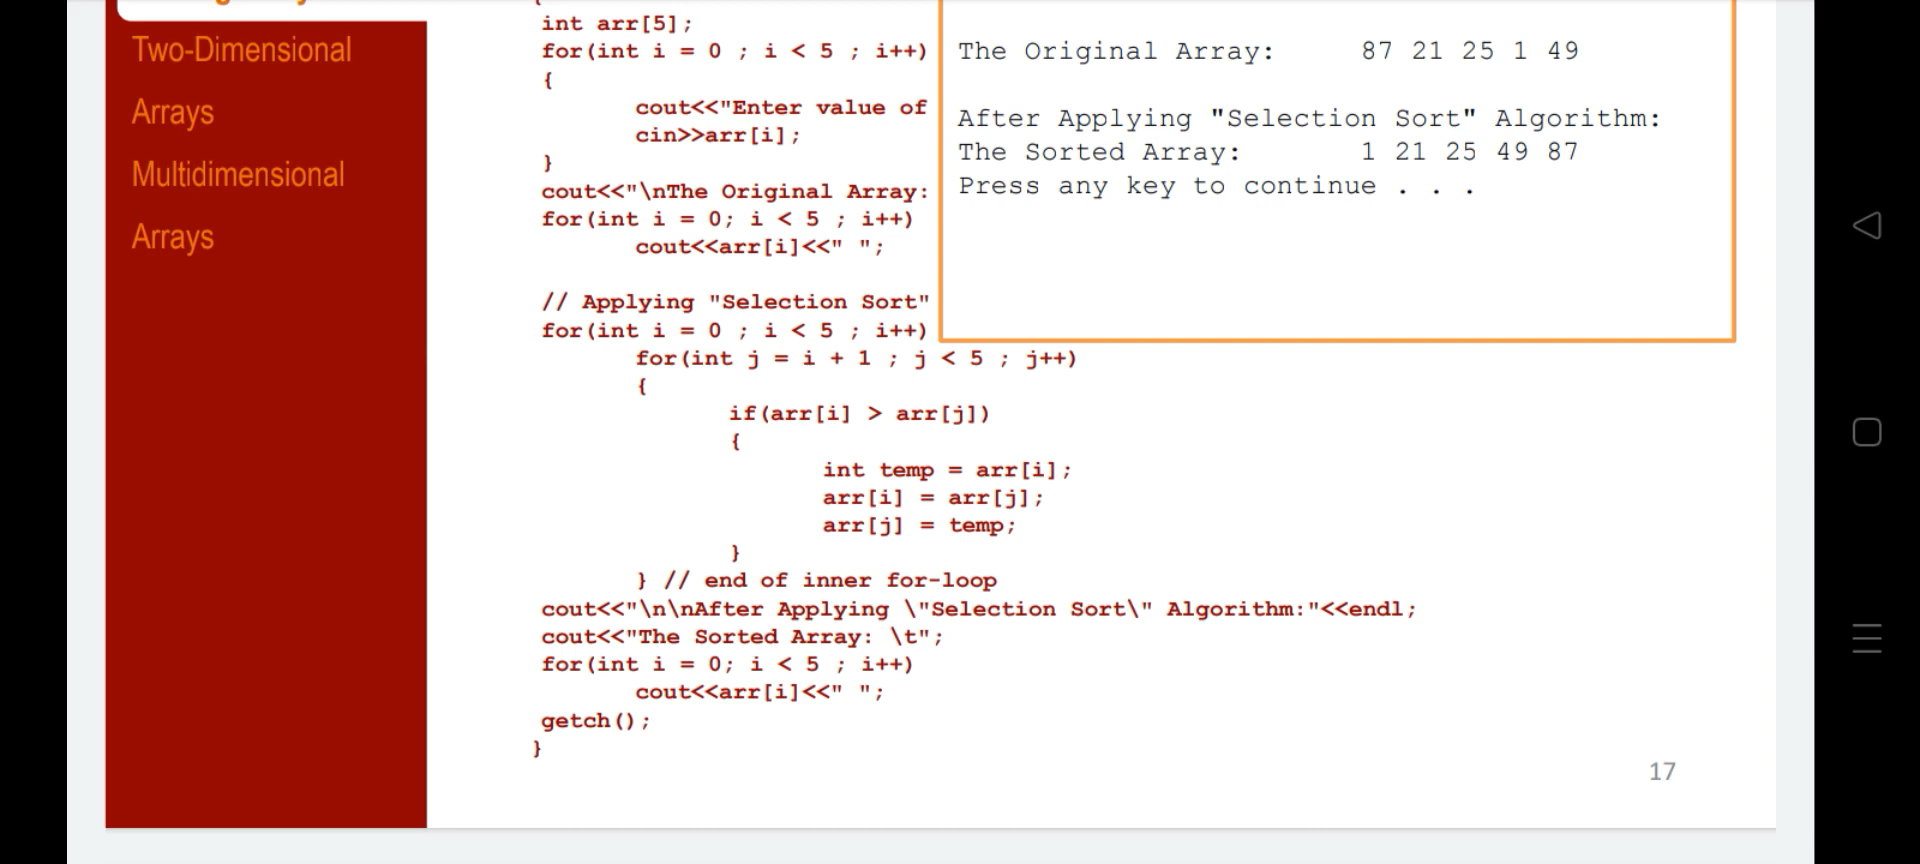 Two-Dimensional
Arrays
Multidimensional
Arrays
int arr[5];
for(int i = 0 ; i < 5 ; i++)
{
cout<<"Enter value of
cin>>arr[i];
}
cout<<"\nThe Original Array:
for(int i = 0; i < 5 ; i++)
cout<<arr[i]<<" ";
// Applying "Selection Sort"
for(int i = 0 ; i < 5 ; i++)
for(int j = i + 1 ; j < 5 ; j++)
{
if(arr[i] > arr[j])
{
int temp = arr[i];
arr[i] = arr[j];
arr[j] = temp;
}
} // end of inner for-loop
cout<<"\n\nAfter Applying \"Selection Sort\" Algorithm:"<<endl;
cout<<"The Sorted Array: \t";
for(int i = 0; i < 5 ; i++)
cout<<arr[i]<<" ";
getch();
}
The Original Array: 87 21 25 1 49
After Applying "Selection Sort" Algorithm:
The Sorted Array: 1 21 25 49 87
Press any key to continue . . .
17